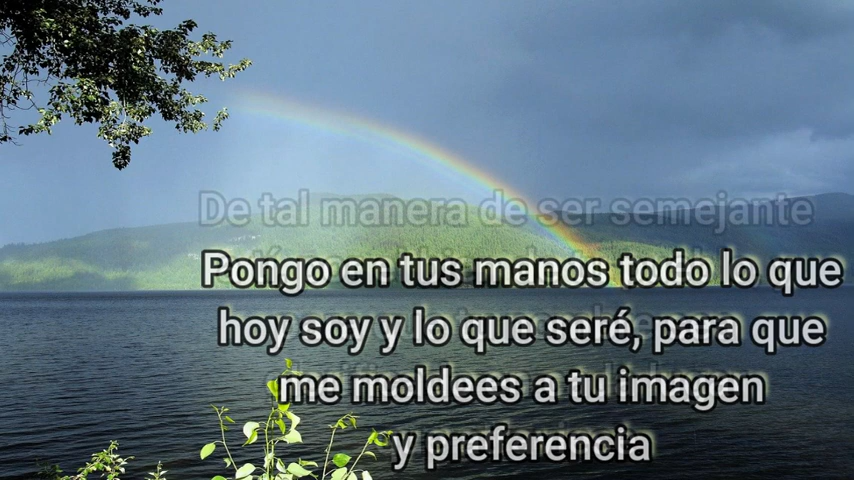 De tal manera de ser semejante
Pongo en tus manos todo lo que
hoy soy y lo que seré, para que
me moldees a tu imagen
y preferencia